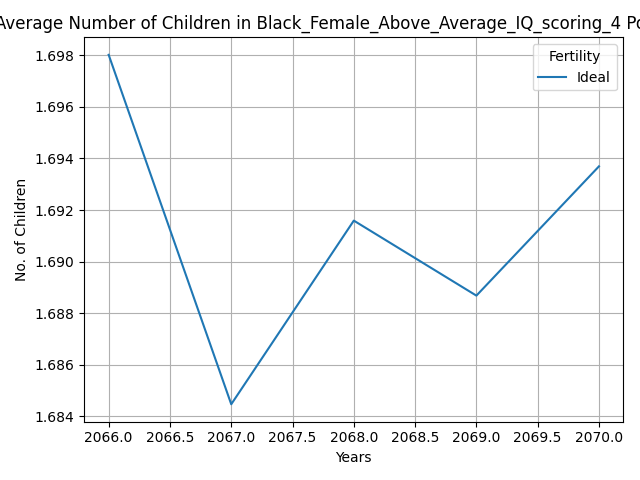 Average Number of Children in Black_Female_Above_Average_IQ_scoring_4 Po
Fertility
Ideal
No. of Children
1.698
1.696
1.694
1.692
1.690
1.688
1.686
1.684
2066.0 2066.5 2067.0 2067.5 2068.0 2068.5 2069.0 2069.5 2070.0
Years